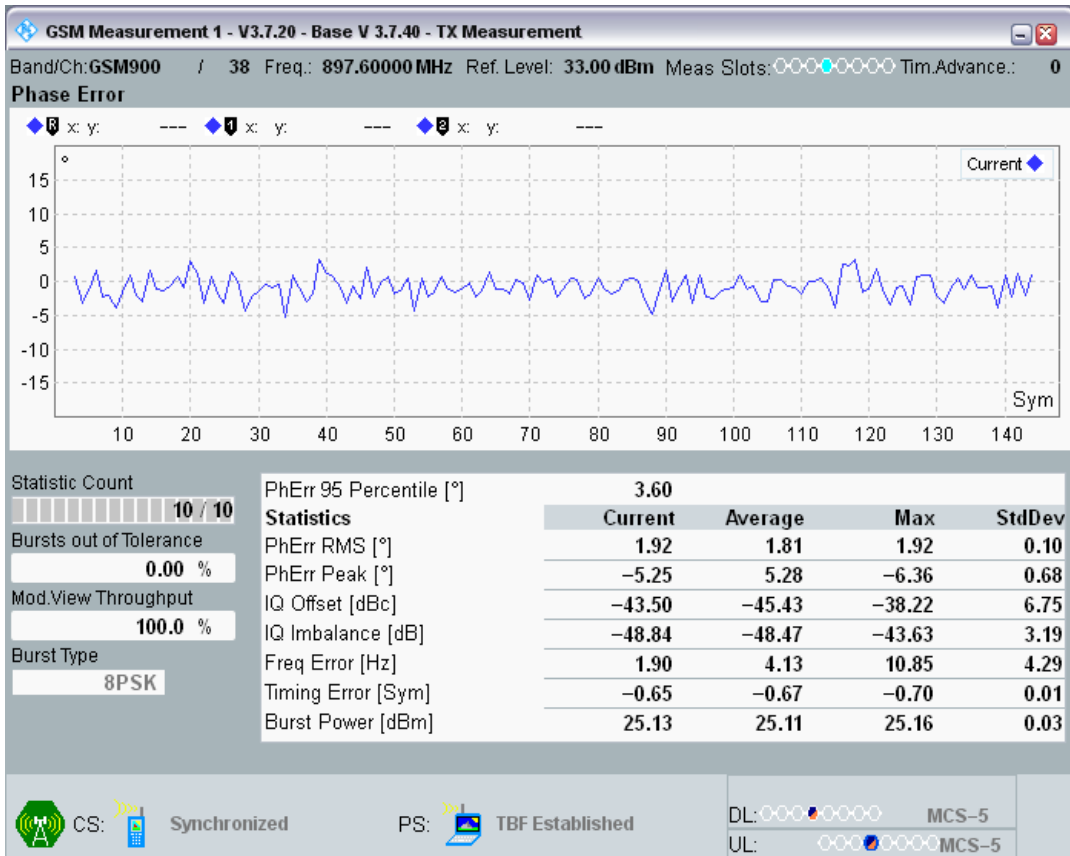 GSM Measurement 1 - V3.7.20 - Base V 3.7.40 - TX Measurement
Band/Ch:GSM900 / 38 Freq.: 897.60000 MHz Ref. Level: 33.00 dBm Meas Slots: Tim.Advance.: 0
Phase Error
R x: y: --- 1 x: y: --- 2 x: y: ---
° Current
15
10
5
0
-5
-10
-15
Sym
10 20 30 40 50 60 70 80 90 100 110 120 130 140
Statistic Count
10 / 10
Bursts out of Tolerance
0.00 %
Mod.View Throughput
100.0 %
Burst Type
8PSK
PhErr 95 Percentile [°] 3.60
Statistics Current Average Max StdDev
PhErr RMS [°] 1.92 1.81 1.92 0.10
PhErr Peak [°] −5.25 5.28 −6.36 0.68
IQ Offset [dBc] −43.50 −45.43 −38.22 6.75
IQ Imbalance [dB] −48.84 −48.47 −43.63 3.19
Freq Error [Hz] 1.90 4.13 10.85 4.29
Timing Error [Sym] −0.65 −0.67 −0.70 0.01
Burst Power [dBm] 25.13 25.11 25.16 0.03
CS: Synchronized PS: TBF Established
DL: MCS−5
UL: MCS−5